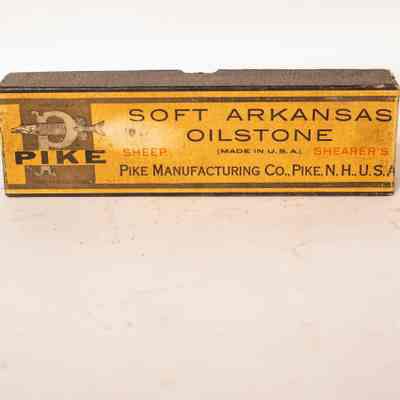 SOFT ARKANSAS
OILSTONE
PIKE
SHEEP (MADE IN U.S.A.) SHEARER'S
PIKE MANUFACTURING CO., PIKE, N.H., U.S.A